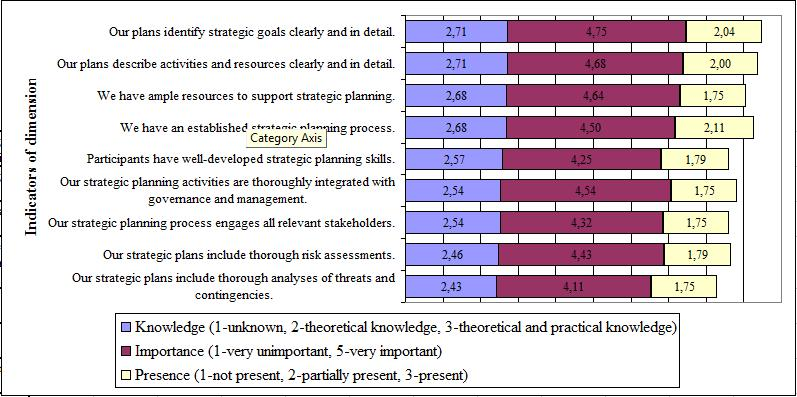 Indicators of dimension
Our plans identify strategic goals clearly and in detail.
2,71 4,75 2,04
Our plans describe activities and resources clearly and in detail.
2,71 4,68 2,00
We have ample resources to support strategic planning.
2,68 4,64 1,75
We have an established strategic planning process.
2,68 4,50 2,11
Category Axis
Participants have well-developed strategic planning skills.
2,57 4,25 1,79
Our strategic planning activities are thoroughly integrated with
governance and management.
2,54 4,54 1,75
Our strategic planning process engages all relevant stakeholders.
2,54 4,32 1,75
Our strategic plans include thorough risk assessments.
2,46 4,43 1,79
Our strategic plans include thorough analyses of threats and
contingencies.
2,43 4,11 1,75
Knowledge (1-unknown, 2-theoretical knowledge, 3-theoretical and practical knowledge)
Importance (1-very unimportant, 5-very important)
Presence (1-not present, 2-partially present, 3-present)